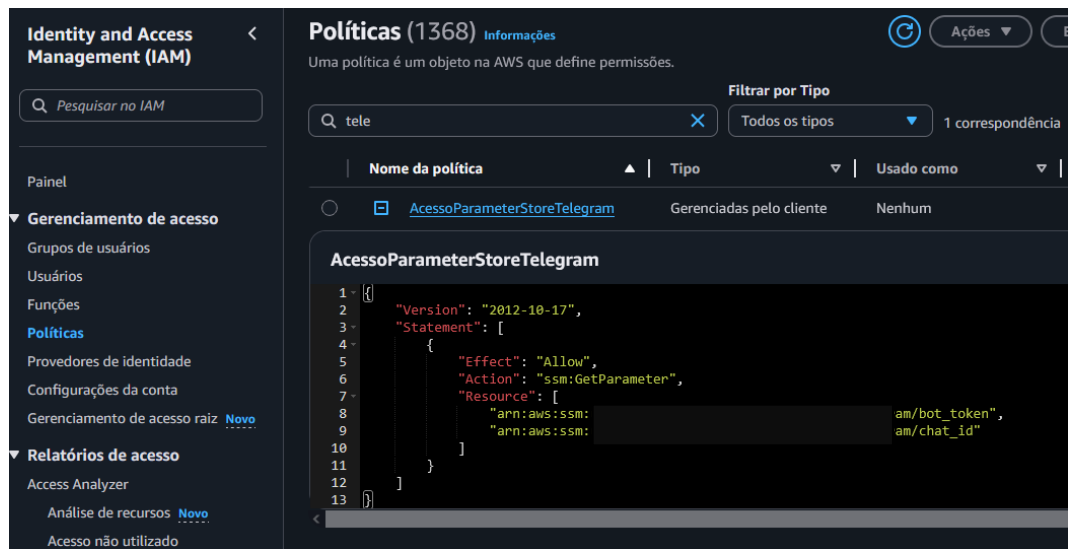 Identity and Access
Management (IAM)
Pesquisar no IAM
Painel
Gerenciamento de acesso
Grupos de usuários
Usuários
Funções
Políticas
Provedores de identidade
Configurações da conta
Gerenciamento de acesso raiz Novo
Relatórios de acesso
Access Analyzer
Análise de recursos Novo
Acesso não utilizado
Políticas (1368) Informações
Ações
Uma política é um objeto na AWS que define permissões.
Filtrar por Tipo
tele
Todos os tipos
1 correspondência
Nome da política Tipo Usado como
AcessoParameterStoreTelegram Gerenciadas pelo cliente Nenhum
AcessoParameterStoreTelegram
1 {
2 "Version": "2012-10-17",
3 "Statement": [
4 {
5 "Effect": "Allow",
6 "Action": "ssm:GetParameter",
7 "Resource": [
8 "arn:aws:ssm: am/bot_token",
9 "arn:aws:ssm: am/chat_id"
10 ]
11 }
12 ]
13 }